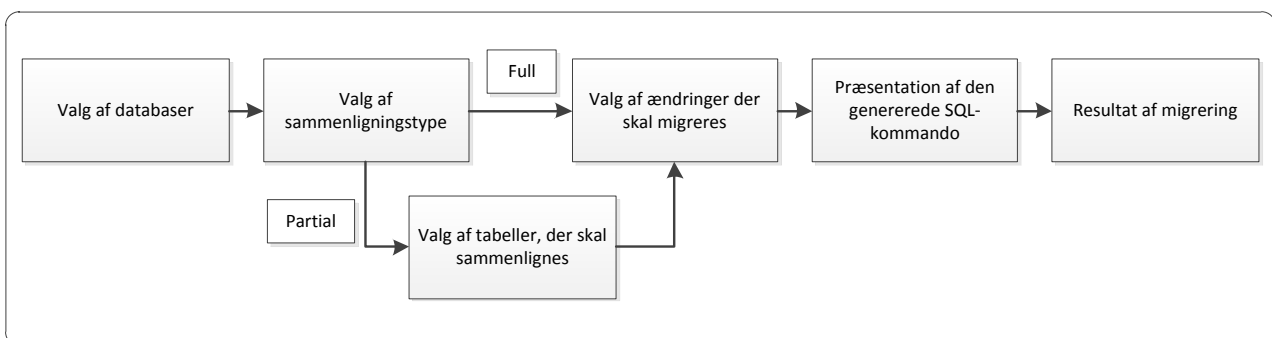 Valg af databaser
Valg af
sammenligningstype
Full
Valg af ændringer der
skal migreres
Præsentation af den
genererede SQL-
kommando
Resultat af migrering
Partial
Valg af tabeller, der skal
sammenlignes